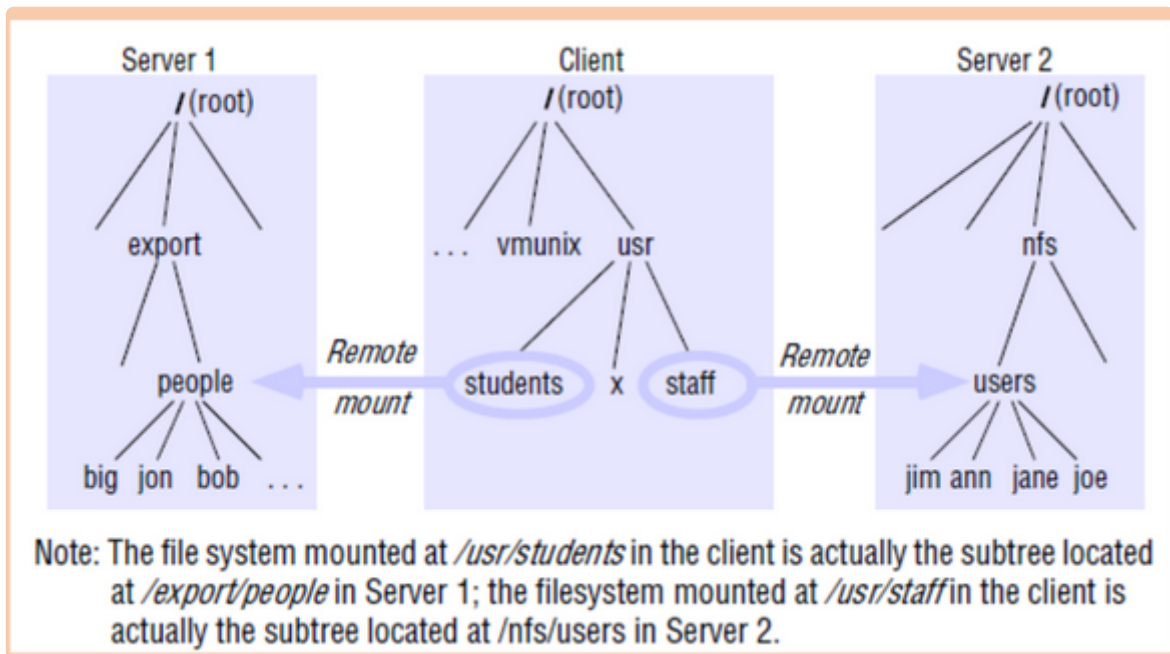 Server 1 Client Server 2
/ (root) / (root) / (root)
export ... vmunix usr nfs
Remote Remote
people students x staff users
mount mount
big jon bob ... jim ann jane joe
Note: The file system mounted at /usr/students in the client is actually the subtree located
at /export/people in Server 1; the filesystem mounted at /usr/staff in the client is
actually the subtree located at /nfs/users in Server 2.